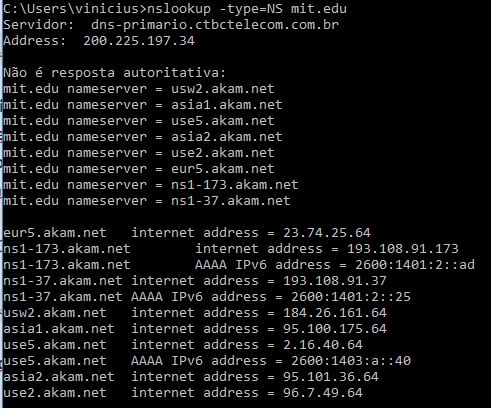 C:\Users\vinicius>nslookup -type=NS mit.edu
Servidor:  dns-primario.ctbctelecom.com.br
Address:  200.225.197.34
Não é resposta autoritativa:
mit.edu nameserver = usw2.akam.net
mit.edu nameserver = asia1.akam.net
mit.edu nameserver = use5.akam.net
mit.edu nameserver = asia2.akam.net
mit.edu nameserver = use2.akam.net
mit.edu nameserver = eur5.akam.net
mit.edu nameserver = ns1-173.akam.net
mit.edu nameserver = ns1-37.akam.net
eur5.akam.net   internet address = 23.74.25.64
ns1-173.akam.net        internet address = 193.108.91.173
ns1-173.akam.net        AAAA IPv6 address = 2600:1401:2::ad
ns1-37.akam.net internet address = 193.108.91.37
ns1-37.akam.net AAAA IPv6 address = 2600:1401:2::25
usw2.akam.net   internet address = 184.26.161.64
asia1.akam.net  internet address = 95.100.175.64
use5.akam.net   internet address = 2.16.40.64
use5.akam.net   AAAA IPv6 address = 2600:1403:a::40
asia2.akam.net  internet address = 95.101.36.64
use2.akam.net   internet address = 96.7.49.64